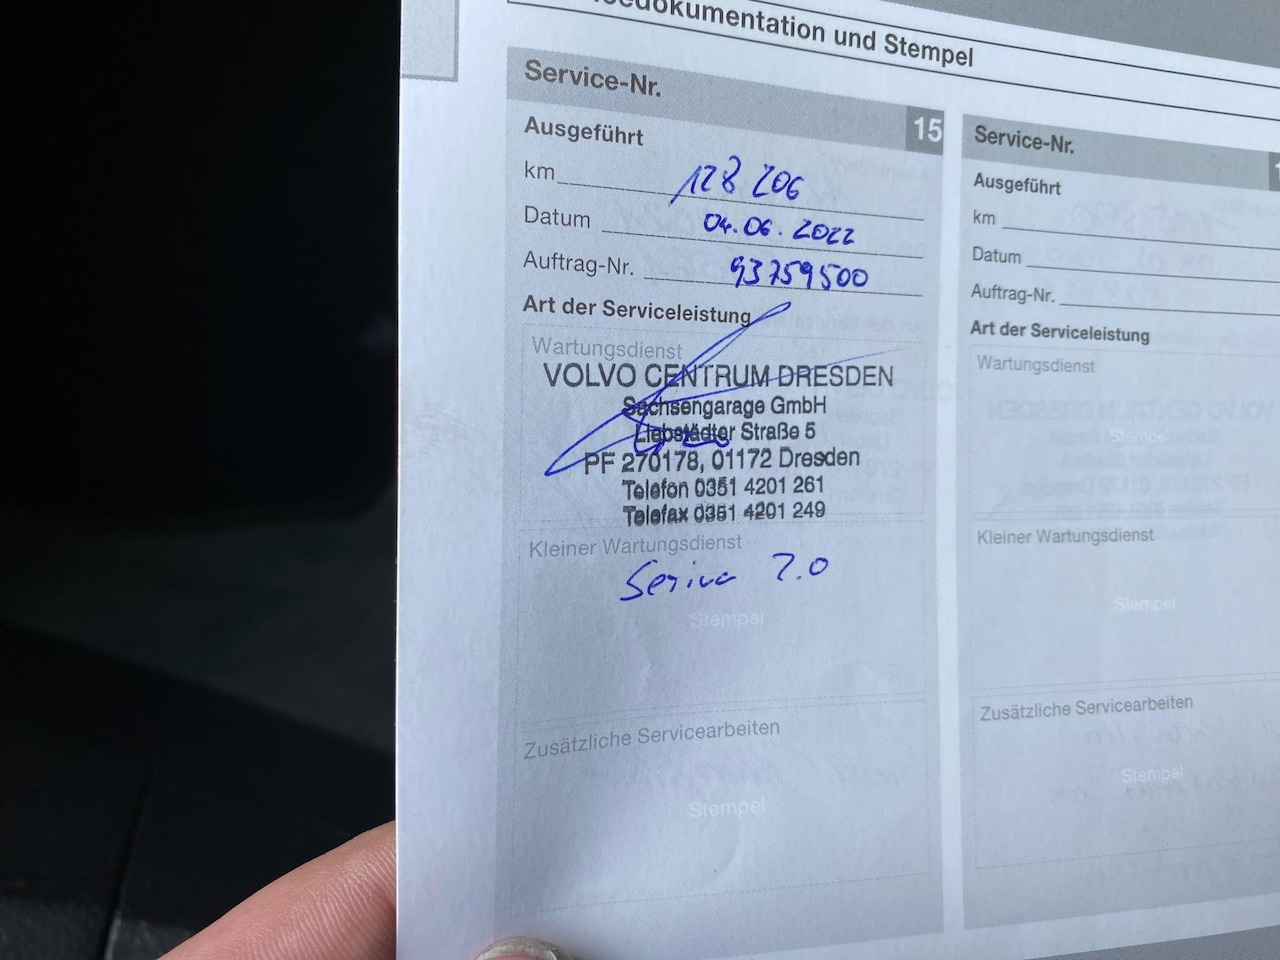 dokumentation und Stempel
Service-Nr.
15
Ausgeführt
km 128 206
Datum 04.06.2022
Auftrag-Nr. 93759500
Art der Serviceleistung
Wartungsdienst
VOLVO CENTRUM DRESDEN
Sachsengarage GmbH
Liebstädter Straße 5
PF 270178, 01172 Dresden
Telefon 0351 4201 261
Telefax 0351 4201 249
Kleiner Wartungsdienst
7.0
Stempel
Zusätzliche Servicearbeiten
Stempel
Service-Nr.
Ausgeführt
km
Datum
Auftrag-Nr.
Art der Serviceleistung
Wartungsdienst
Stempel
Kleiner Wartungsdienst
Stempel
Zusätzliche Servicearbeiten
Stempel